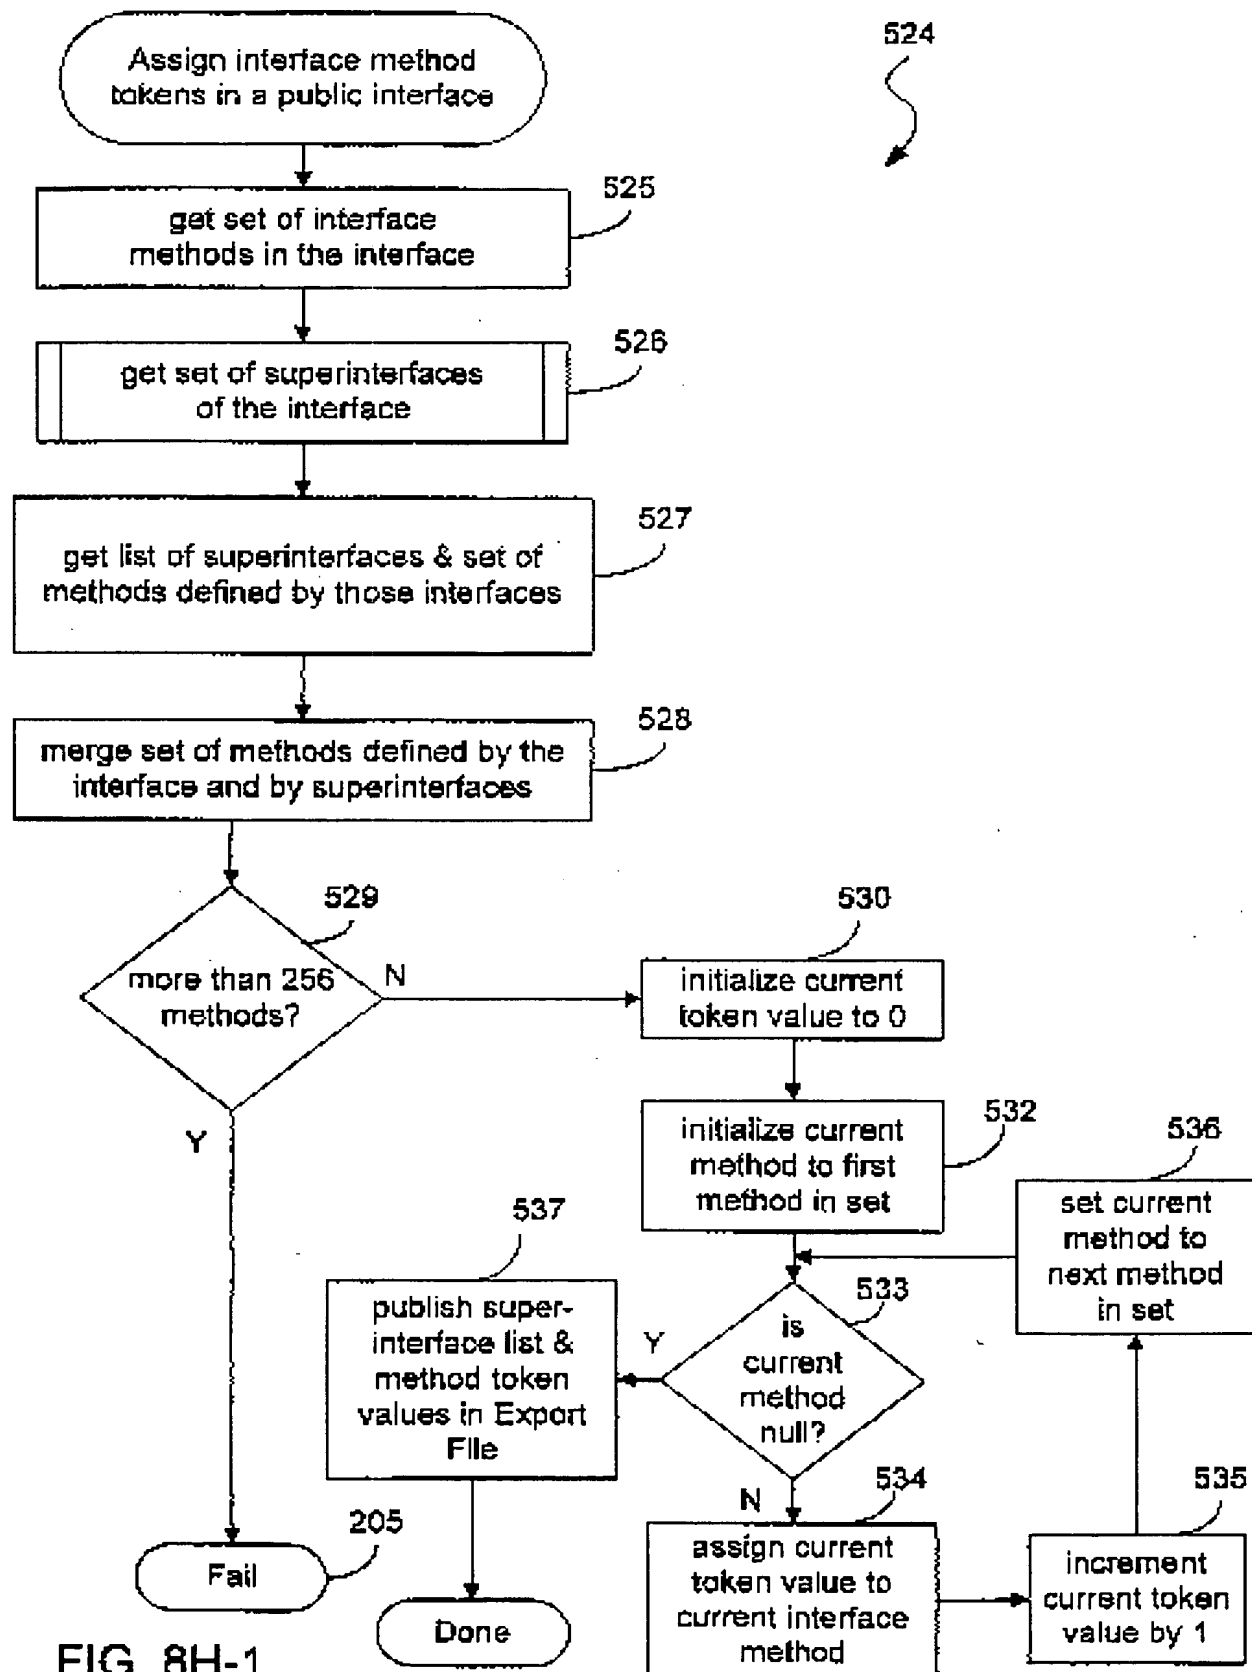 Assign interface method
tokens in a public interface
524
525
get set of interface
methods in the interface
526
get set of superinterfaces
of the interface
527
get list of superinterfaces & set of
methods defined by those interfaces
528
merge set of methods defined by the
interface and by superinterfaces
529
more than 256
methods?
N
Y
530
initialize current
token value to 0
532
initialize current
method to first
method in set
536
set current
method to
next method
in set
533
is
current
method
null?
Y
N
537
publish super-
interface list &
method token
values in Export
File
534
assign current
token value to
current interface
method
535
increment
current token
value by 1
205
Fail
Done
FIG. 8H-1